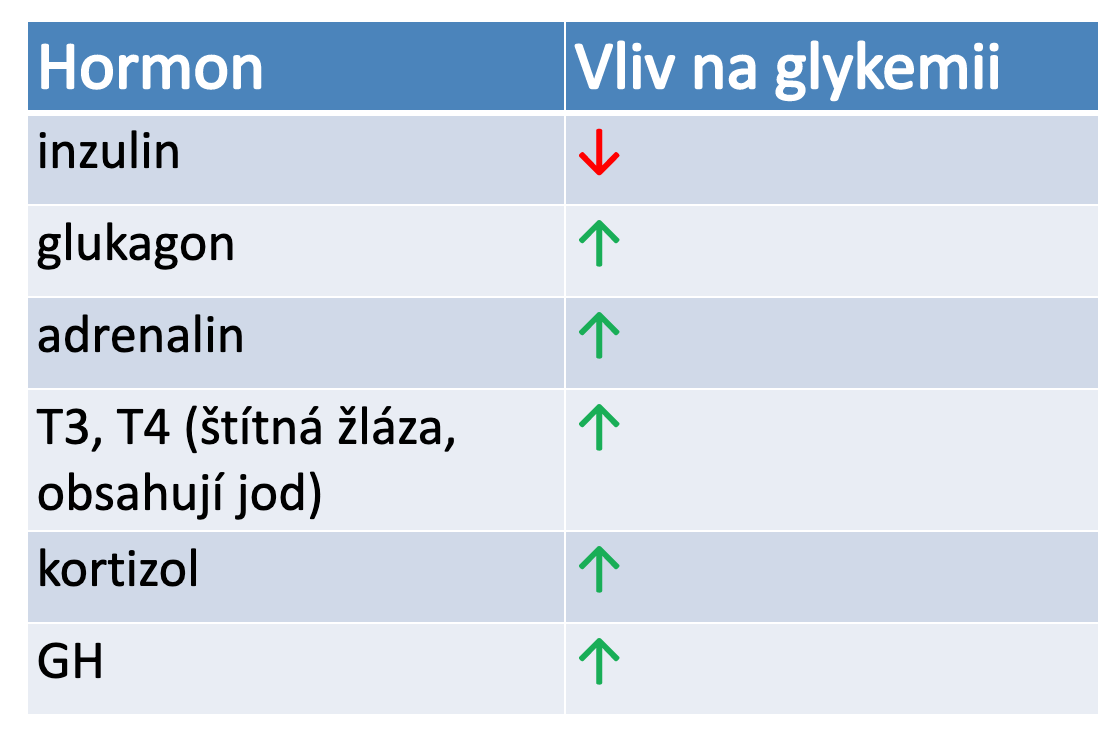 Hormon Vliv na glykemii
inzulin ↓
glukagon ↑
adrenalin ↑
T3, T4 (štítná žláza, ↑
obsahují jod)
kortizol ↑
GH ↑